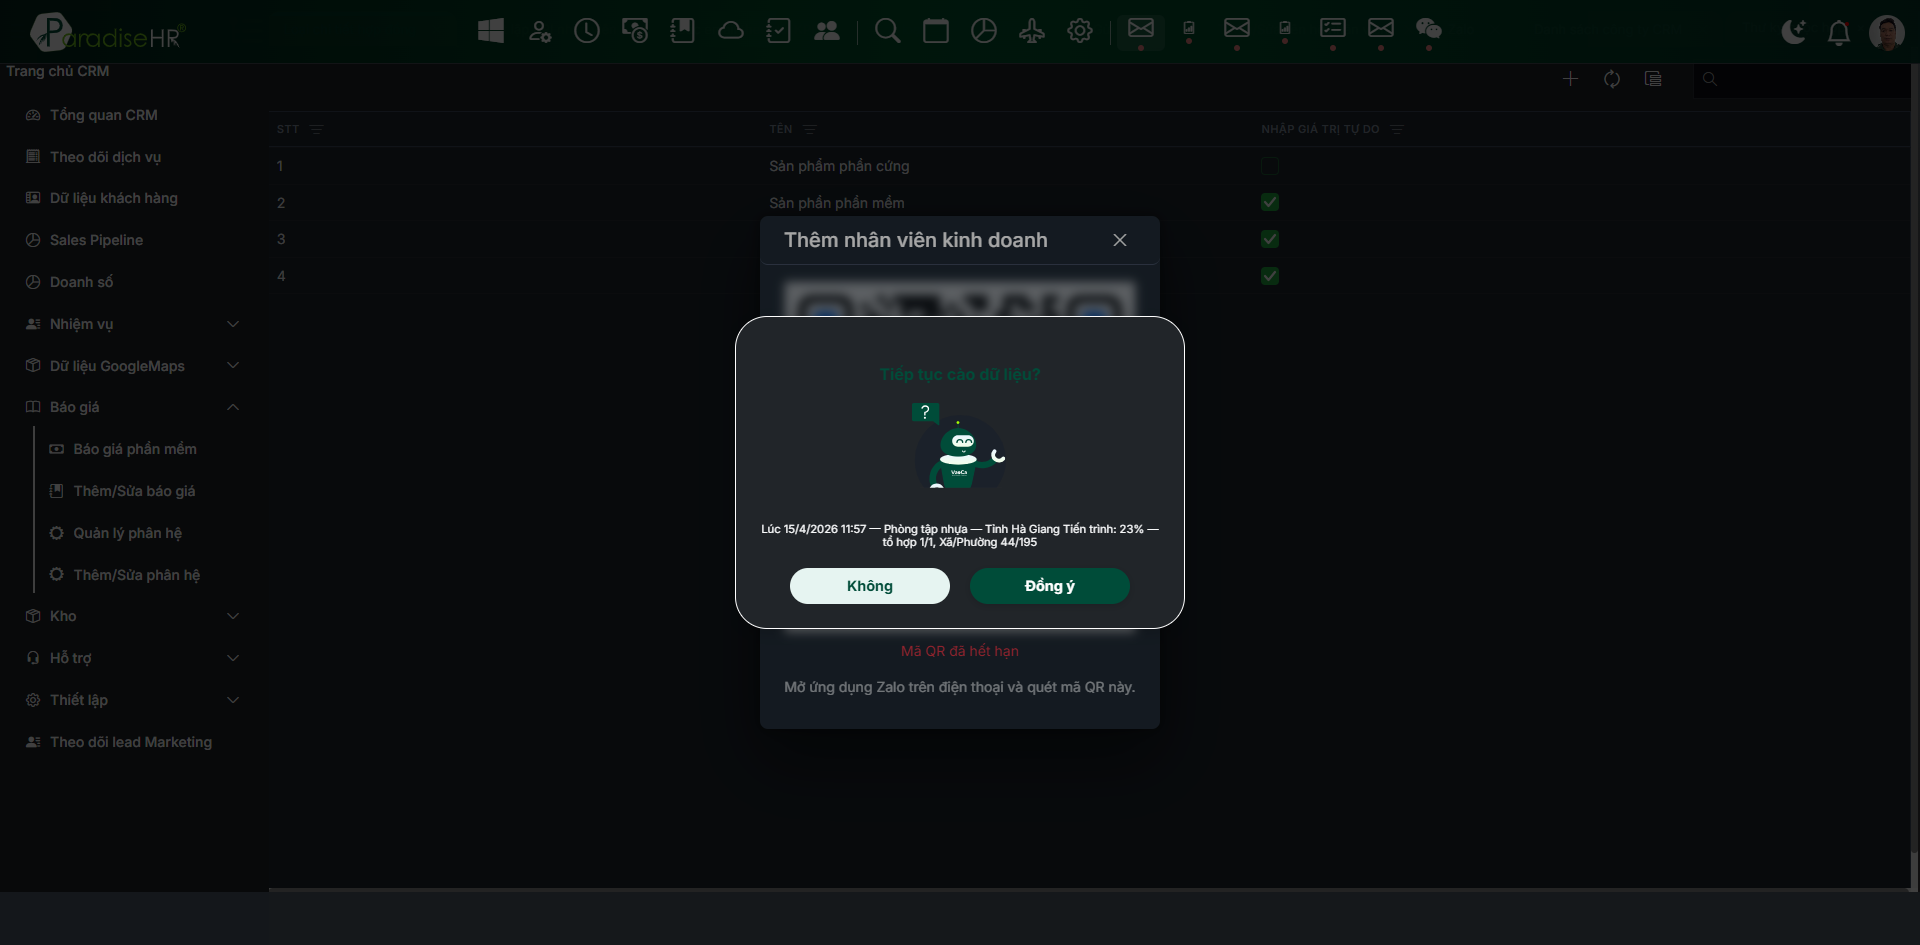 ParadiseHR®
Trang chủ CRM
Tổng quan CRM
Theo dõi dịch vụ
Dữ liệu khách hàng
Sales Pipeline
Doanh số
Nhiệm vụ
Dữ liệu GoogleMaps
Báo giá
Báo giá phần mềm
Thêm/Sửa báo giá
Quản lý phân hệ
Thêm/Sửa phân hệ
Kho
Hỗ trợ
Thiết lập
Theo dõi lead Marketing
STT TÊN NHẬP GIÁ TRỊ TỰ DO
1 Sản phẩm phần cứng
2 Sản phần phần mềm
3
4
Thêm nhân viên kinh doanh
Tiếp tục cào dữ liệu?
?
VaoCa
Lúc 15/4/2026 11:57 — Phòng tập nhựa — Tỉnh Hà Giang Tiến trình: 23% —
tổ hợp 1/1, Xã/Phường 44/195
Không Đồng ý
Mã QR đã hết hạn
Mở ứng dụng Zalo trên điện thoại và quét mã QR này.